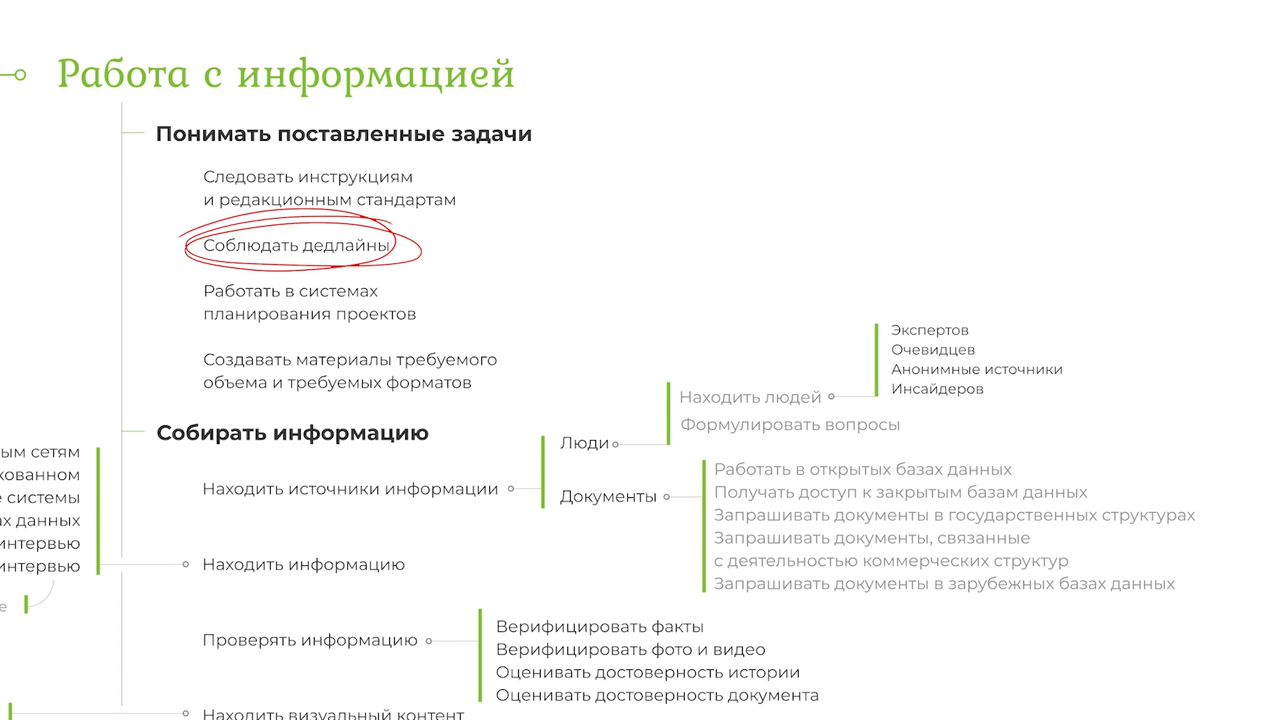 Работа с информацией
Понимать поставленные задачи
Следовать инструкциям
и редакционным стандартам
Соблюдать дедлайны
Работать в системах
планирования проектов
Создавать материалы требуемого
объема и требуемых форматов
Собирать информацию
Находить источники информации
Люди
Находить людей
Экспертов
Очевидцев
Анонимные источники
Инсайдеров
Формулировать вопросы
Документы
Работать в открытых базах данных
Получать доступ к закрытым базам данных
Запрашивать документы в государственных структурах
Запрашивать документы, связанные
с деятельностью коммерческих структур
Запрашивать документы в зарубежных базах данных
сетям
системы
данных
интервью
интервью
Находить информацию
Проверять информацию
Верифицировать факты
Верифицировать фото и видео
Оценивать достоверность истории
Оценивать достоверность документа
Находить визуальный контент